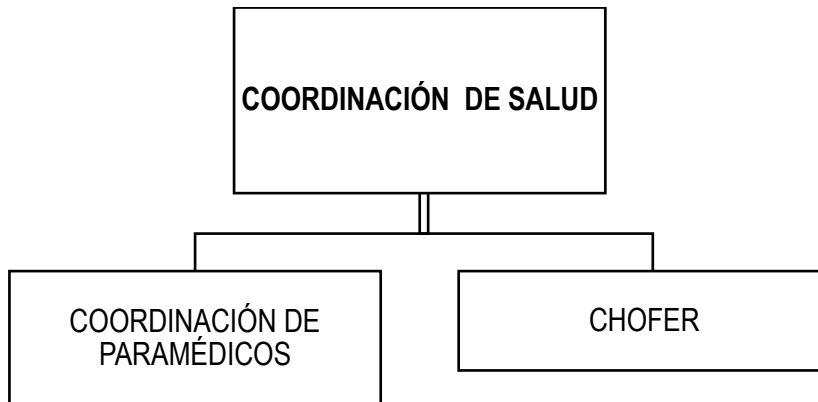 COORDINACIÓN DE SALUD
COORDINACIÓN DE
PARAMÉDICOS
CHOFER